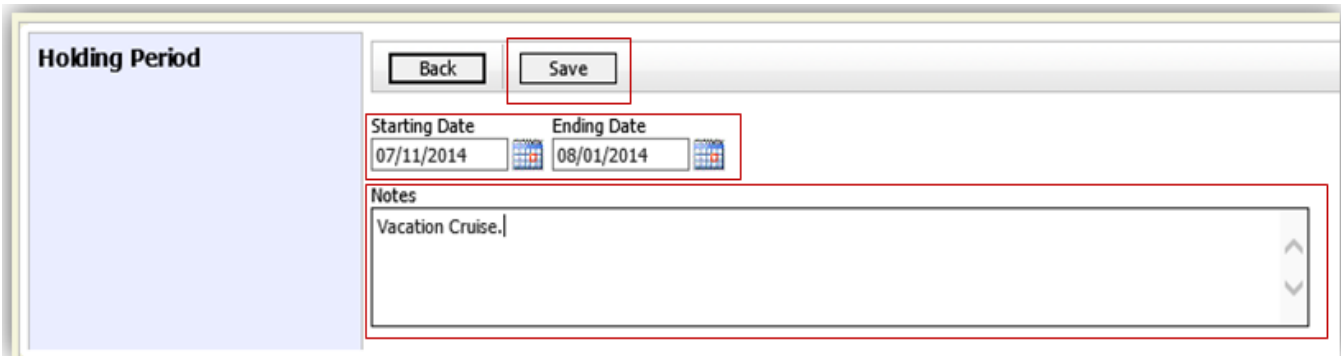 Holding Period
Back Save
Starting Date Ending Date
07/11/2014 08/01/2014
Notes
Vacation Cruise.